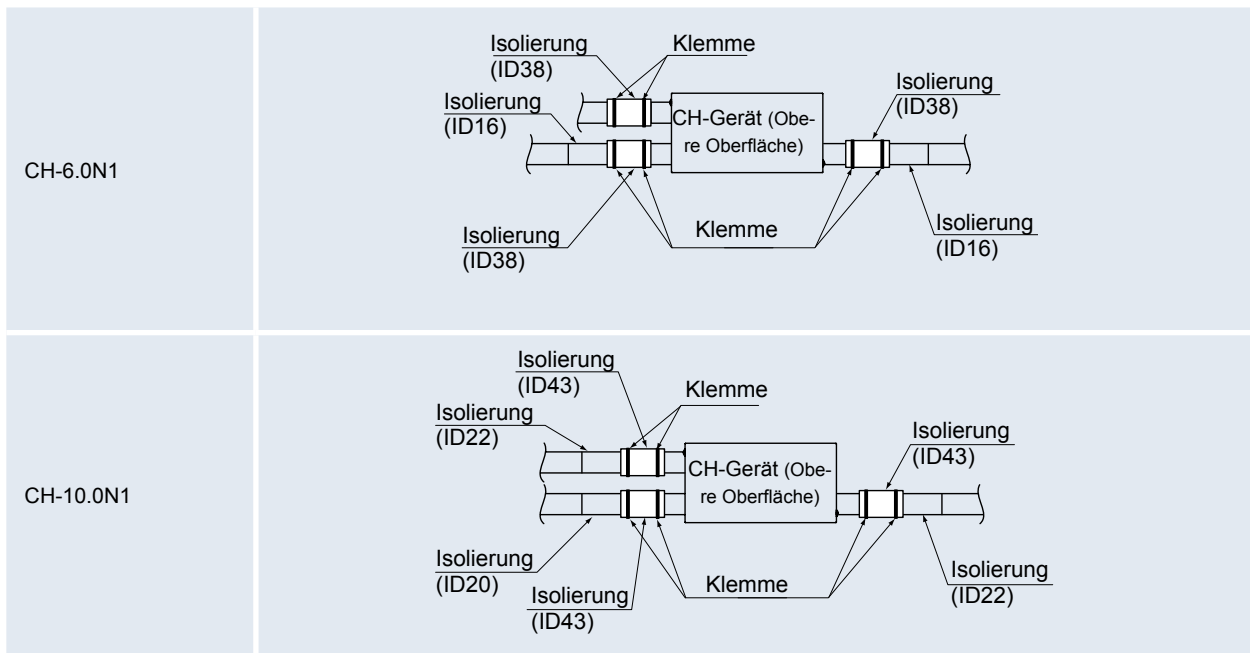 CH-6.0N1
Isolierung
(ID38)
Klemme
Isolierung
(ID16)
Isolierung
(ID38)
CH-Gerät (Obe-
re Oberfläche)
Isolierung
(ID38)
Klemme
Isolierung
(ID16)
CH-10.0N1
Isolierung
(ID43)
Klemme
Isolierung
(ID22)
Isolierung
(ID43)
CH-Gerät (Obe-
re Oberfläche)
Isolierung
(ID20)
Isolierung
(ID43)
Klemme
Isolierung
(ID22)